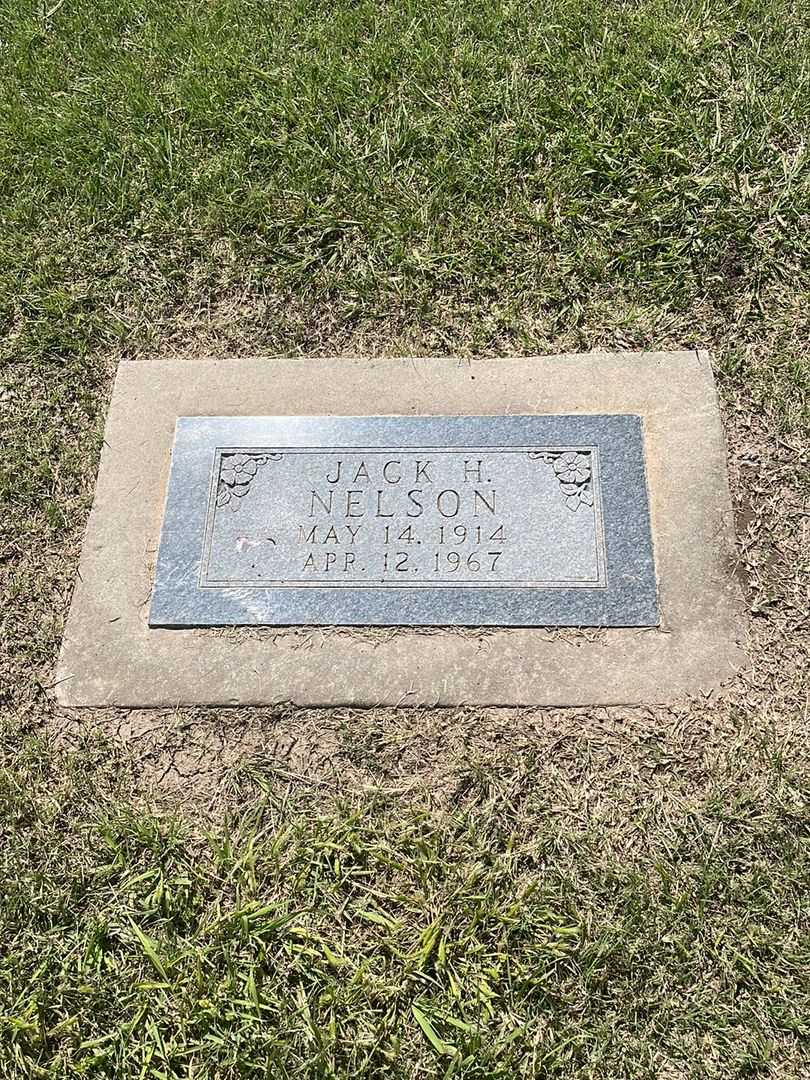 JACK H.
NELSON
MAY 14, 1914
APR. 12, 1967